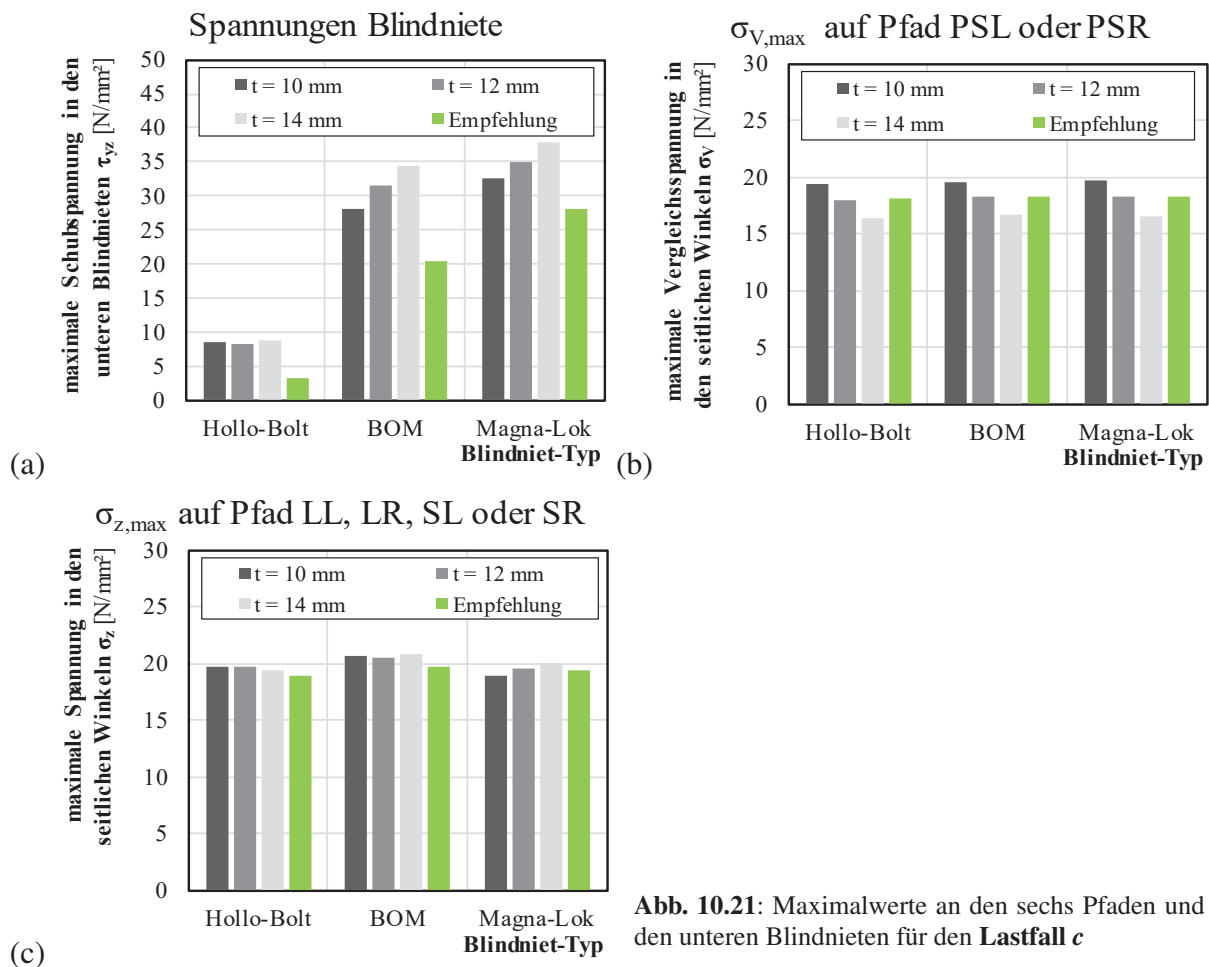 Spannungen Blindniete
maximale Schubspannung in den
unteren Blindnieten τyz [N/mm²]
50
45
40
35
30
25
20
15
10
5
0
t = 10 mm
t = 12 mm
t = 14 mm
Empfehlung
Hollo-Bolt
BOM
Magna-Lok
Blindniet-Typ
(a)
σV,max auf Pfad PSL oder PSR
maximale Vergleichsspannung in
den seitlichen Winkeln σV [N/mm²]
30
25
20
15
10
5
0
t = 10 mm
t = 12 mm
t = 14 mm
Empfehlung
Hollo-Bolt
BOM
Magna-Lok
Blindniet-Typ
(b)
σz,max auf Pfad LL, LR, SL oder SR
maximale Spannung in den
seitlichen Winkeln σz [N/mm²]
30
25
20
15
10
5
0
t = 10 mm
t = 12 mm
t = 14 mm
Empfehlung
Hollo-Bolt
BOM
Magna-Lok
Blindniet-Typ
(c)
Abb. 10.21: Maximalwerte an den sechs Pfaden und
den unteren Blindnieten für den Lastfall c